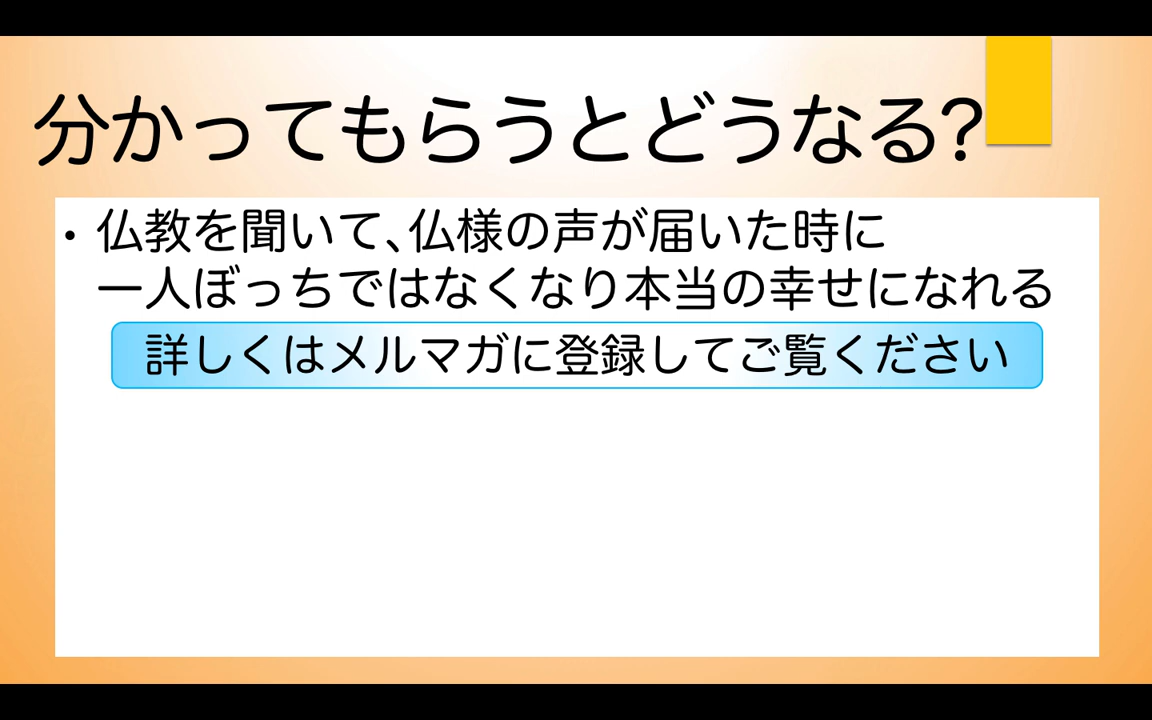 分かってもらうとどうなる?
・仏教を聞いて、仏様の声が届いた時に
一人ぼっちではなくなり本当の幸せになれる
詳しくはメルマガに登録してご覧ください